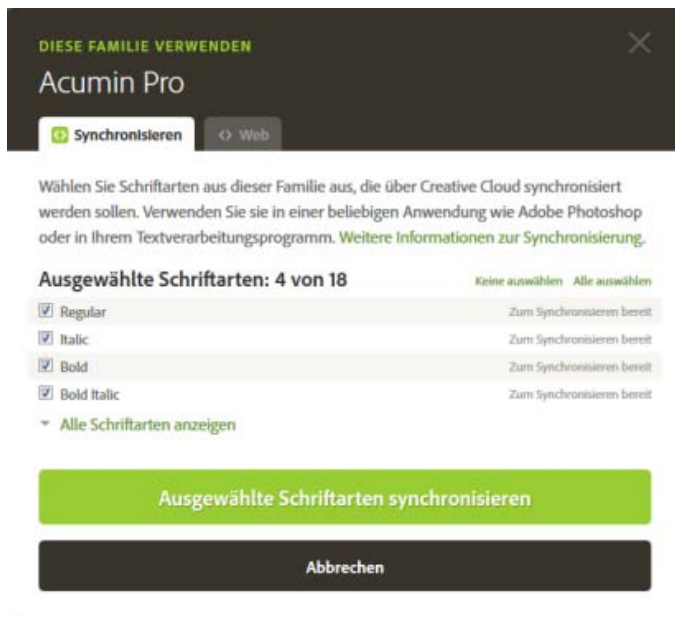 DIESE FAMILIE VERWENDEN
Acumin Pro
Synchronisieren Web
Wählen Sie Schriftarten aus dieser Familie aus, die über Creative Cloud synchronisiert
werden sollen. Verwenden Sie sie in einer beliebigen Anwendung wie Adobe Photoshop
oder in Ihrem Textverarbeitungsprogramm. Weitere Informationen zur Synchronisierung.
Ausgewählte Schriftarten: 4 von 18 Keine auswählen Alle auswählen
Regular Zum Synchronisieren bereit
Italic Zum Synchronisieren bereit
Bold Zum Synchronisieren bereit
Bold Italic Zum Synchronisieren bereit
Alle Schriftarten anzeigen
Ausgewählte Schriftarten synchronisieren
Abbrechen